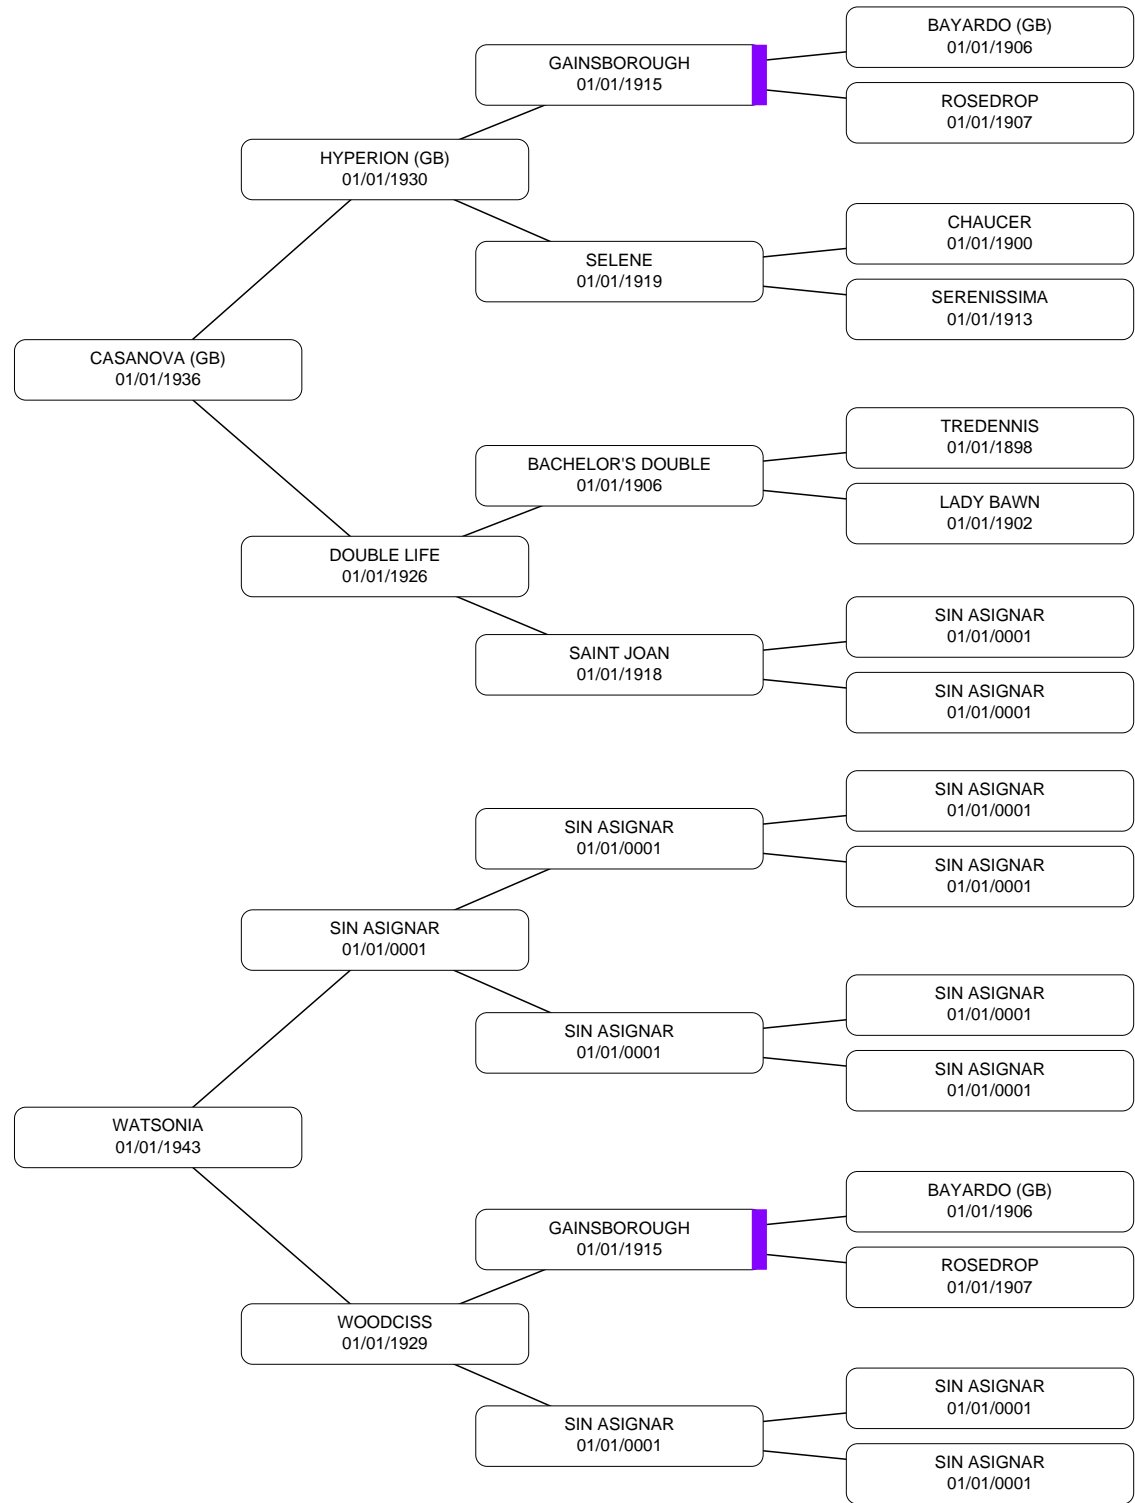 BAYARDO (GB)
01/01/1906
GAINSBOROUGH
01/01/1915
ROSEDROP
01/01/1907
HYPERION (GB)
01/01/1930
CHAUCER
01/01/1900
SELENE
01/01/1919
SERENISSIMA
01/01/1913
CASANOVA (GB)
01/01/1936
TREDENNIS
01/01/1898
BACHELOR'S DOUBLE
01/01/1906
LADY BAWN
01/01/1902
DOUBLE LIFE
01/01/1926
SIN ASIGNAR
01/01/0001
SAINT JOAN
01/01/1918
SIN ASIGNAR
01/01/0001
SIN ASIGNAR
01/01/0001
SIN ASIGNAR
01/01/0001
SIN ASIGNAR
01/01/0001
SIN ASIGNAR
01/01/0001
SIN ASIGNAR
01/01/0001
SIN ASIGNAR
01/01/0001
SIN ASIGNAR
01/01/0001
WATSONIA
01/01/1943
BAYARDO (GB)
01/01/1906
GAINSBOROUGH
01/01/1915
ROSEDROP
01/01/1907
WOODCISS
01/01/1929
SIN ASIGNAR
01/01/0001
SIN ASIGNAR
01/01/0001
SIN ASIGNAR
01/01/0001